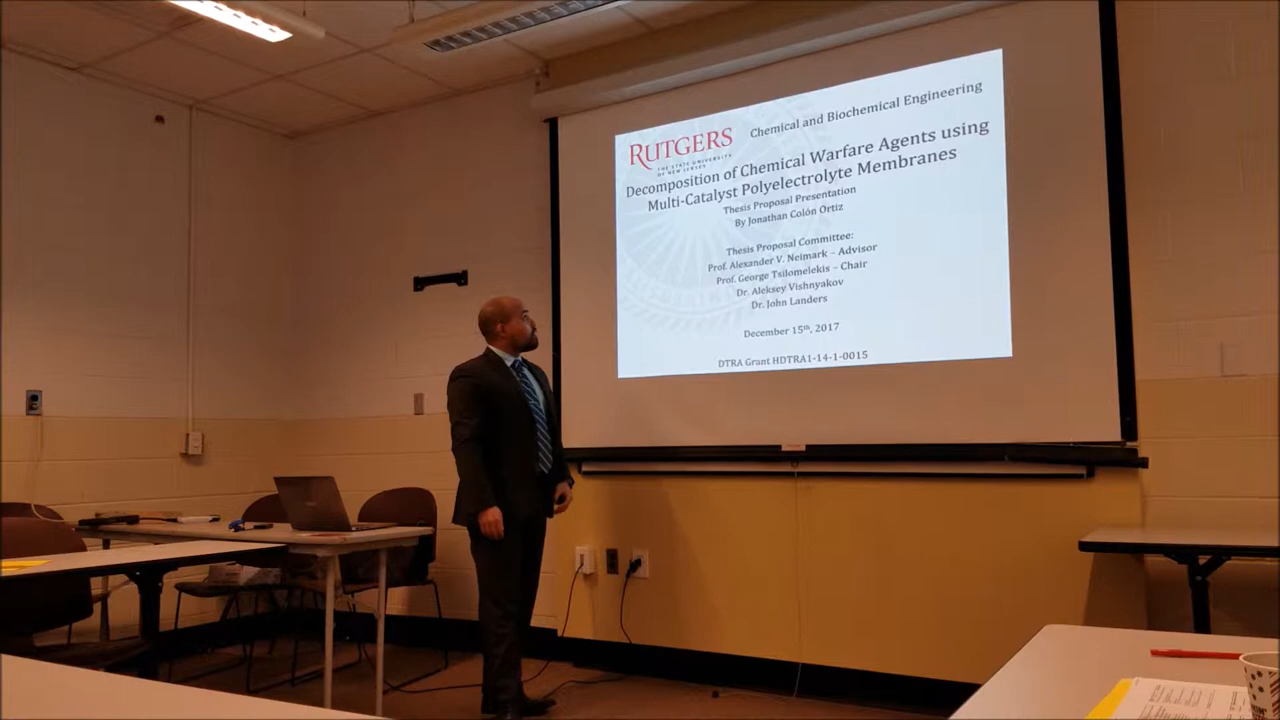 RUTGERS
THE STATE UNIVERSITY
OF NEW JERSEY
Chemical and Biochemical Engineering
Decomposition of Chemical Warfare Agents using
Multi-Catalyst Polyelectrolyte Membranes
Thesis Proposal Presentation
By Jonathan Colón Ortiz
Thesis Proposal Committee:
Prof. Alexander V. Neimark – Advisor
Prof. George Tsilomelekis – Chair
Dr. Aleksey Vishnyakov
Dr. John Landers
December 15th, 2017
DTRA Grant HDTRA1-14-1-0015